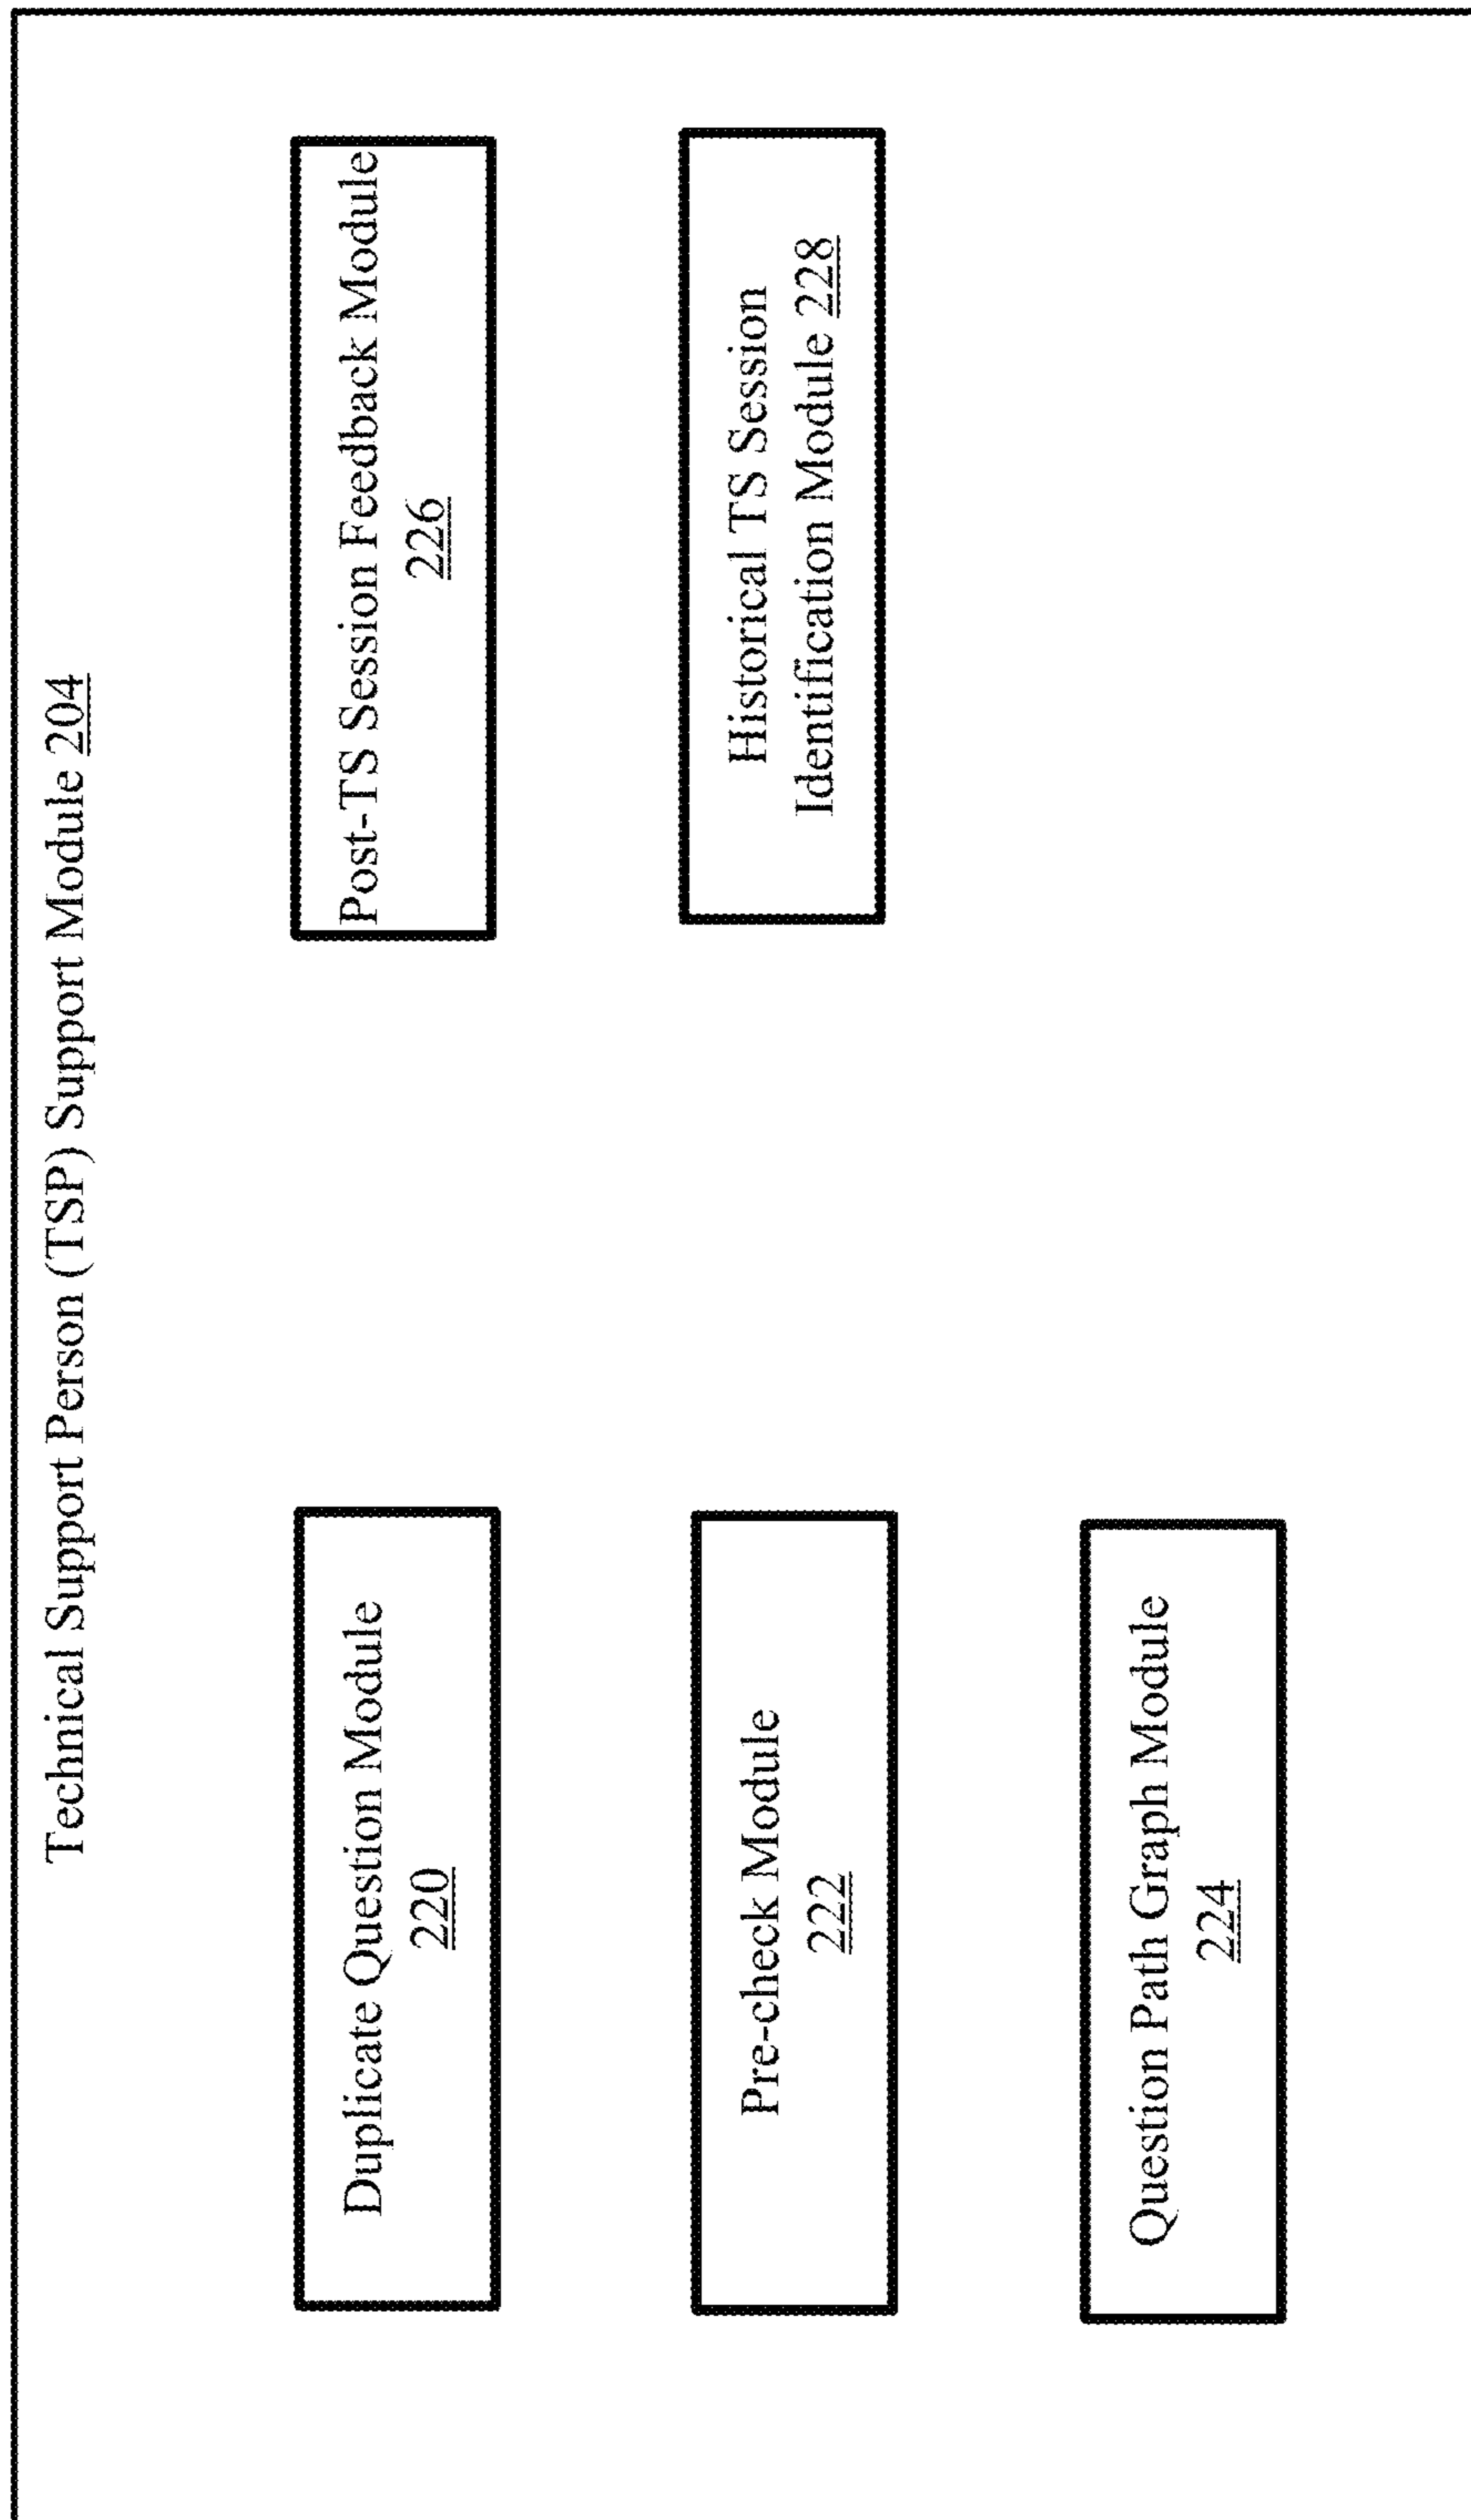 Technical Support Person (TSP) Support Module 204
Duplicate Question Module
220
Pre-check Module
222
Question Path Graph Module
224
Post-TS Session Feedback Module
226
Historical TS Session
Identification Module 228